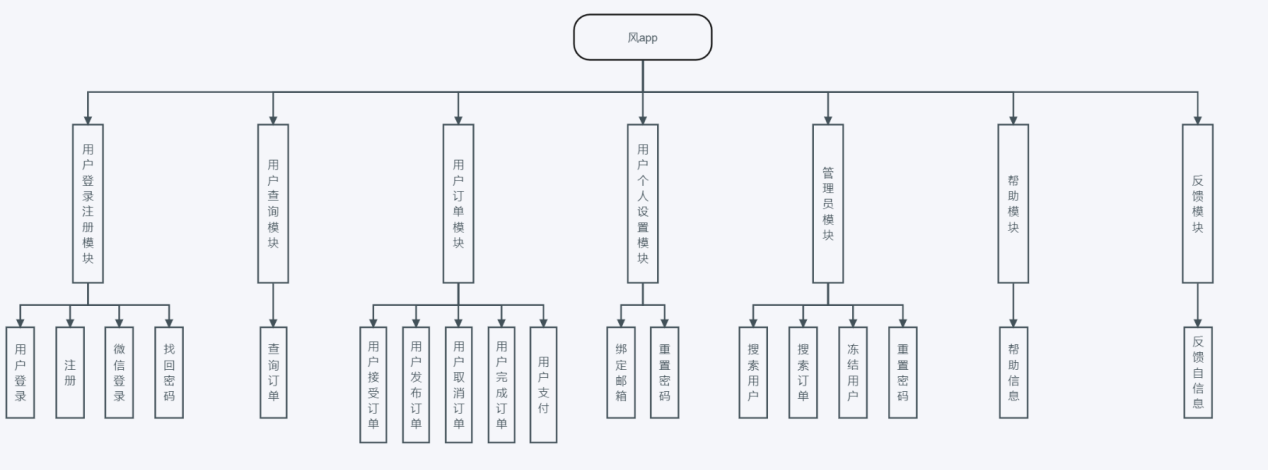 风app
用户登录注册模块
用户查询模块
用户订单模块
用户个人设置模块
管理员模块
帮助模块
反馈模块
用户登录
注册
微信登录
找回密码
查询订单
用户接受订单
用户发布订单
用户取消订单
用户完成订单
用户支付
绑定邮箱
重置密码
搜索用户
搜索订单
冻结用户
重置密码
帮助信息
反馈自信息